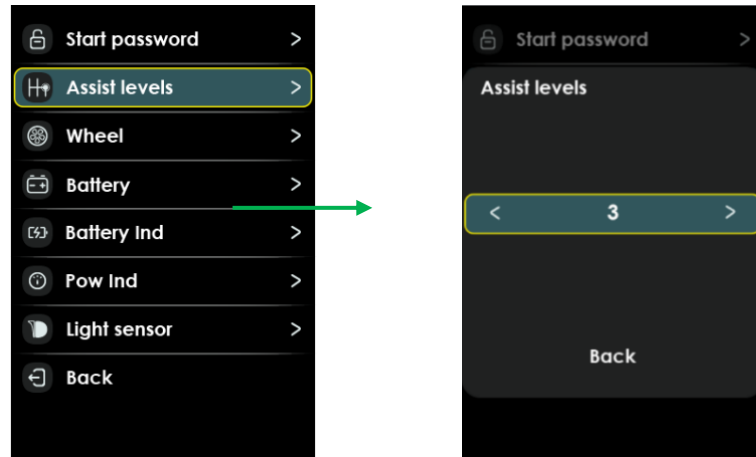 Start password >
Assist levels >
Wheel >
Battery >
Battery Ind >
Pow Ind >
Light sensor >
Back
Start password >
Assist levels
< 3 >
Back